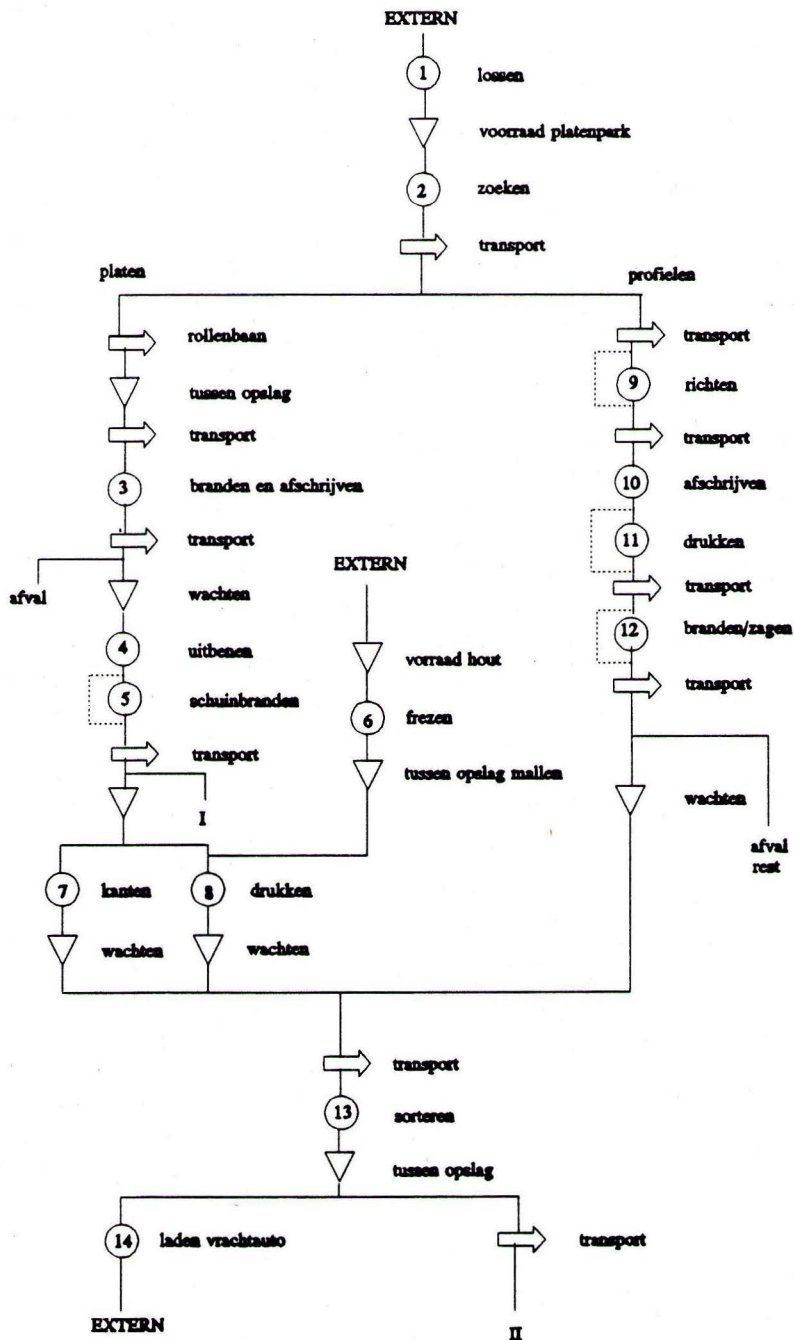 EXTERN
1 lossen
voorraad platenpark
2 zoeken
transport
platen
profielen
rollenbaan
tussen opslag
transport
3 branden en afschrijven
transport
afval
wachten
4 uitbenen
5 schuinbranden
transport
I
EXTERN
vorraad hout
6 frezen
tussen opslag mallen
7 kanten
8 drukken
wachten
wachten
transport
9 richten
transport
10 afschrijven
11 drukken
transport
12 branden/zagen
transport
wachten
afval
rest
transport
13 sorteren
tussen opslag
14 laden vrachtauto
transport
EXTERN
II